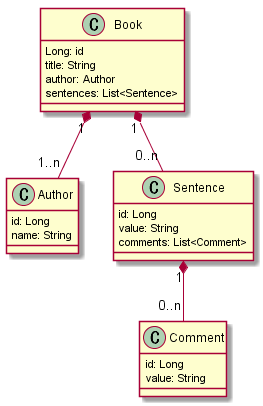 C Book
Long: id
title: String
author: Author
sentences: List<Sentence>
1 1
1..n 0..n
C Author
id: Long
name: String
C Sentence
id: Long
value: String
comments: List<Comment>
1
0..n
C Comment
id: Long
value: String